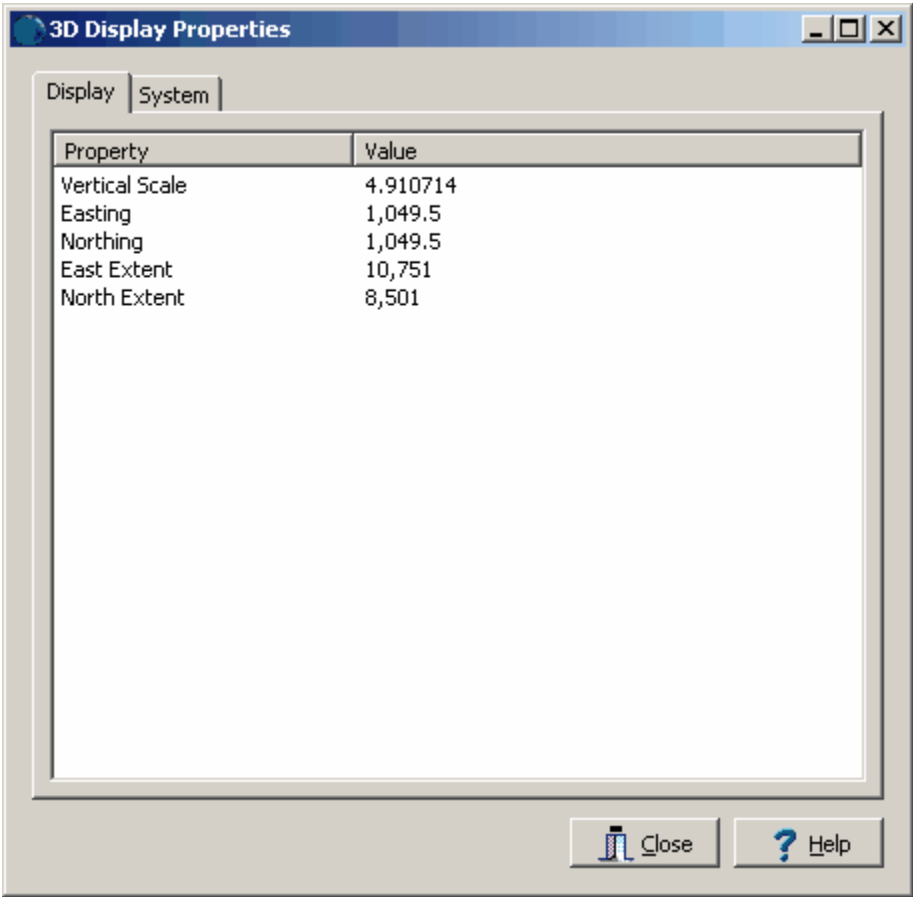 3D Display Properties
Display System
Property Value
Vertical Scale 4.910714
Easting 1,049.5
Northing 1,049.5
East Extent 10,751
North Extent 8,501
Close Help